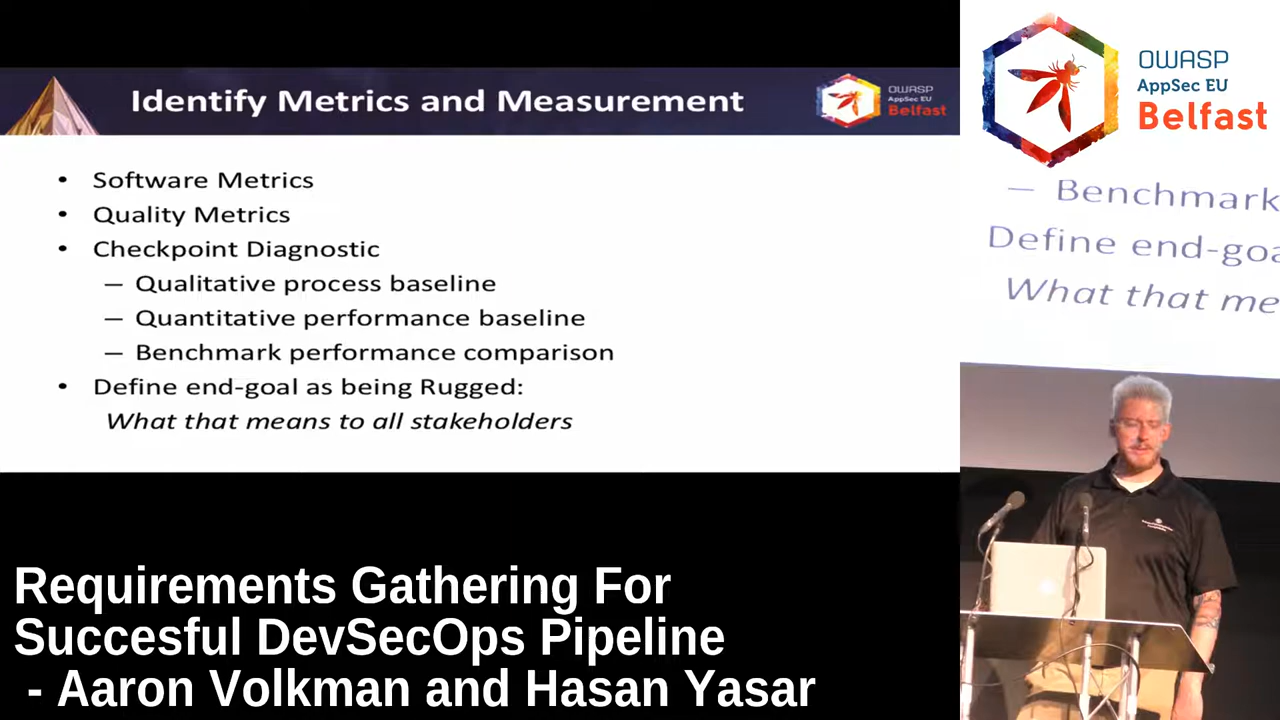 Identify Metrics and Measurement
OWASP
AppSec EU
Belfast
• Software Metrics
• Quality Metrics
• Checkpoint Diagnostic
– Qualitative process baseline
– Quantitative performance baseline
– Benchmark performance comparison
• Define end-goal as being Rugged:
What that means to all stakeholders
OWASP
AppSec EU
Belfast
– Benchmark
Define end-goa
What that me
Requirements Gathering For
Succesful DevSecOps Pipeline
- Aaron Volkman and Hasan Yasar